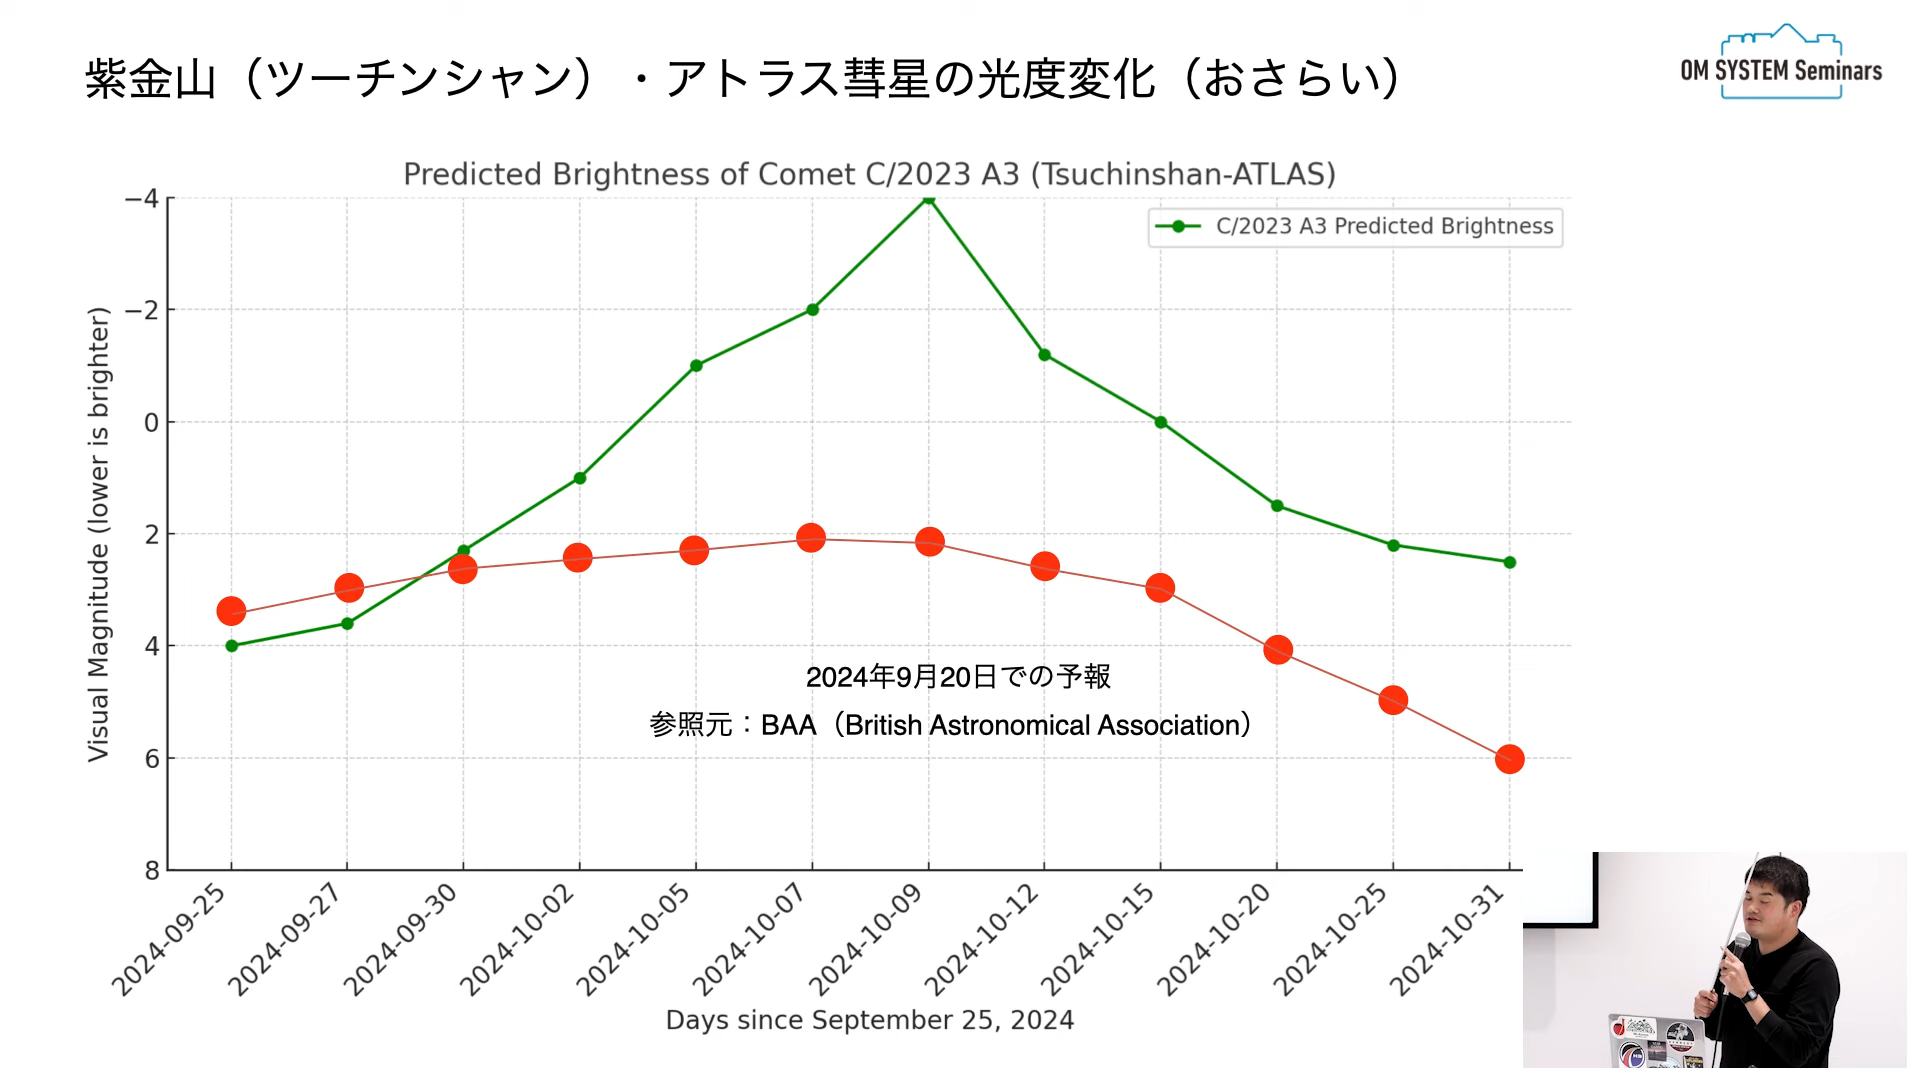 紫金山（ツーチンシャン）・アトラス彗星の光度変化（おさらい）
OM SYSTEM Seminars
Predicted Brightness of Comet C/2023 A3 (Tsuchinshan-ATLAS)
C/2023 A3 Predicted Brightness
Visual Magnitude (lower is brighter)
−4
−2
0
2
4
6
8
2024年9月20日での予報
参照元：BAA（British Astronomical Association）
2024-09-25
2024-09-27
2024-09-30
2024-10-02
2024-10-05
2024-10-07
2024-10-09
2024-10-12
2024-10-15
2024-10-20
2024-10-25
2024-10-31
Days since September 25, 2024